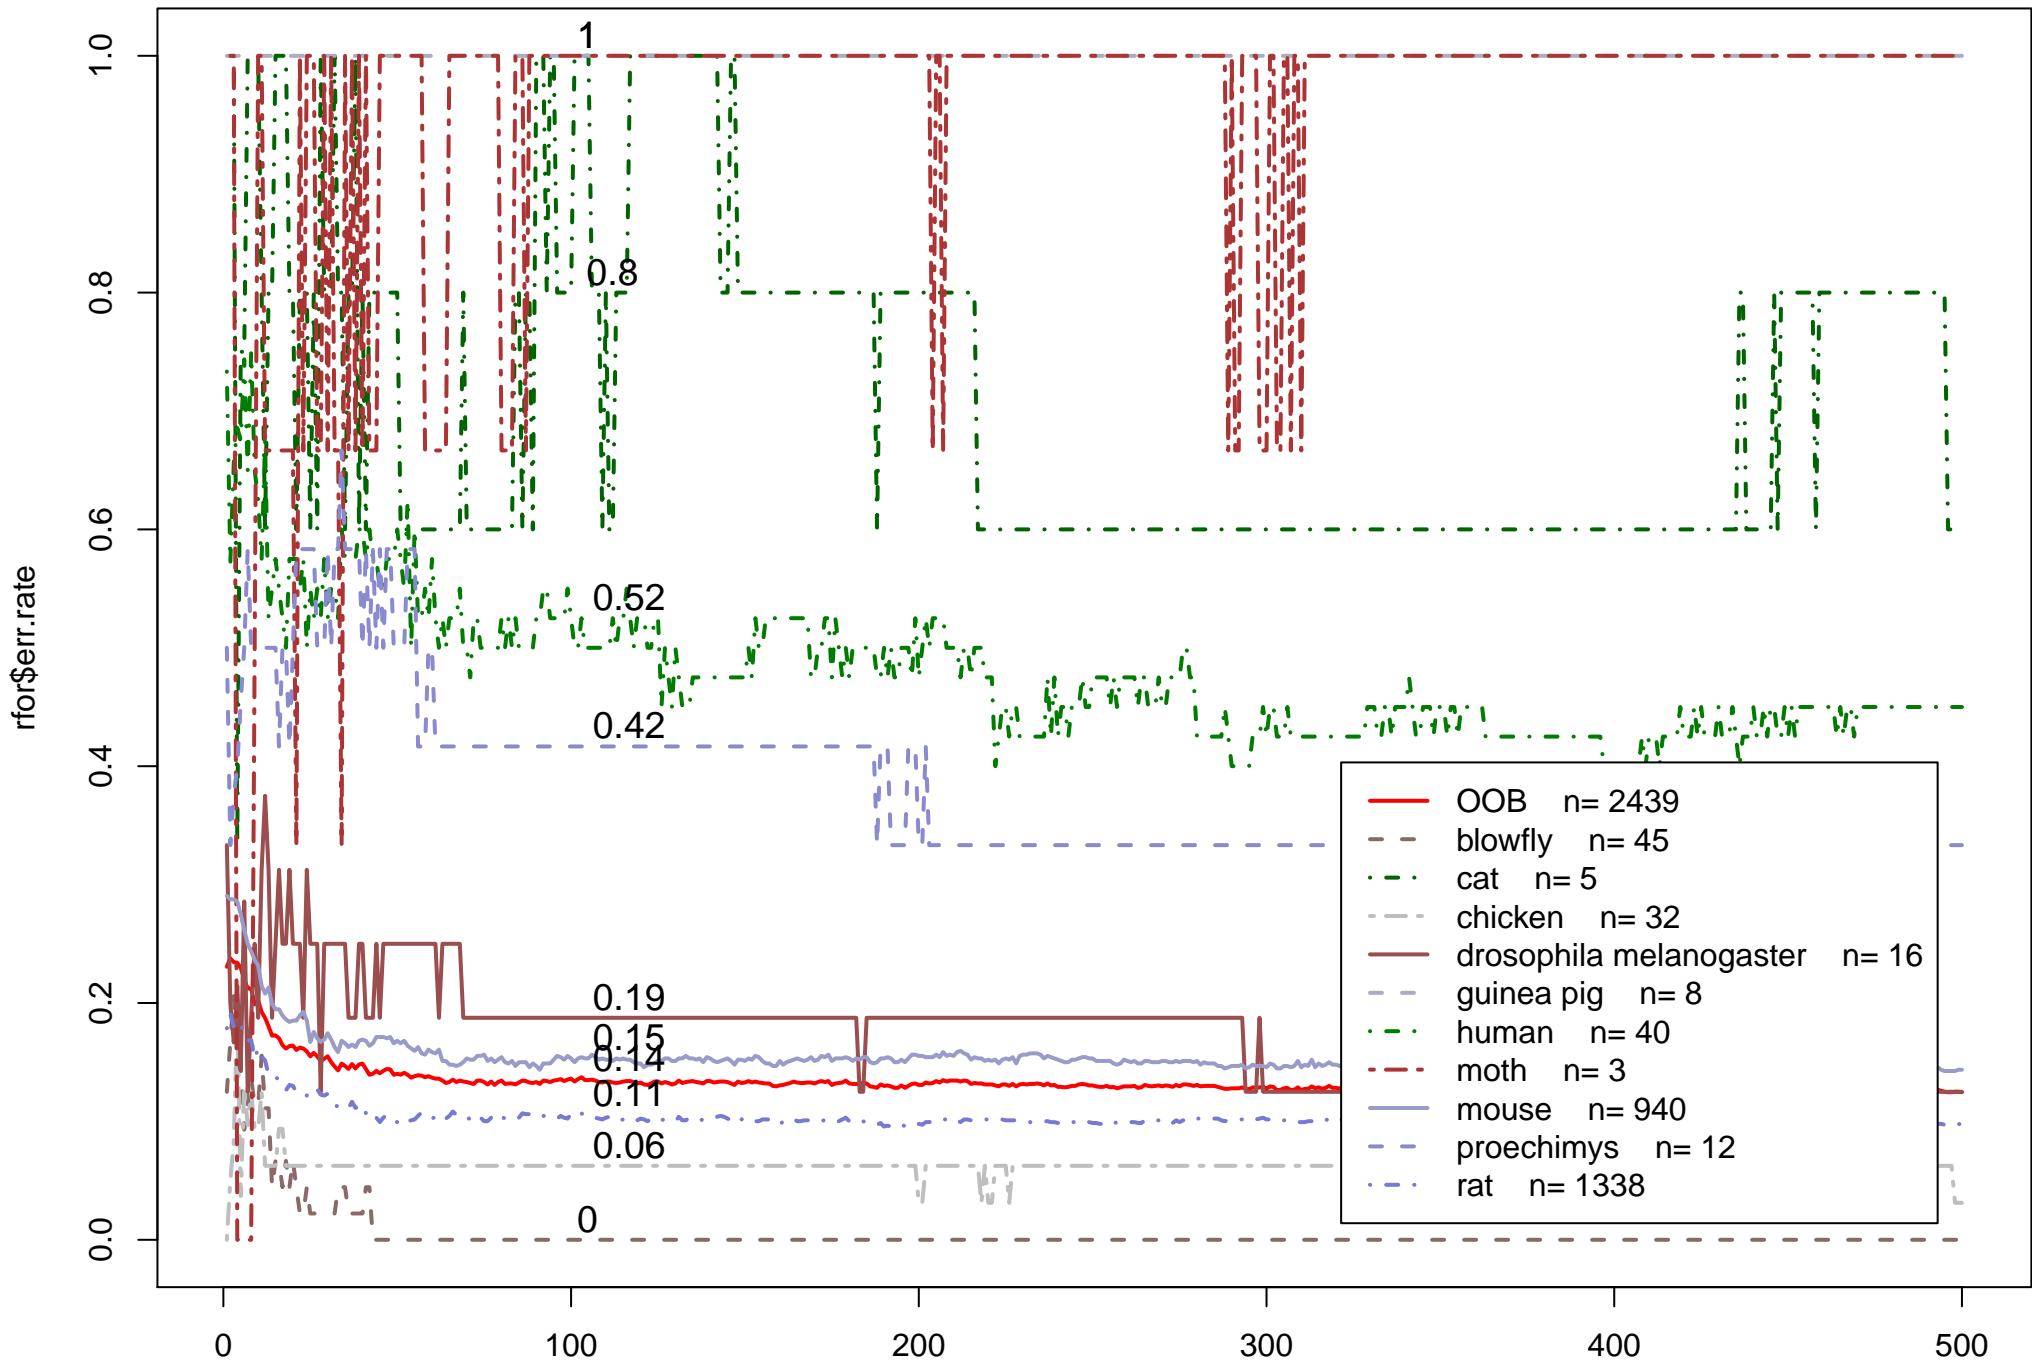 1
0.8
0.52
0.42
0.19
0.15
0.14
0.11
0.06
0
rfor$err.rate
1.0
0.8
0.6
0.4
0.2
0.0
OOB n= 2439
blowfly n= 45
cat n= 5
chicken n= 32
drosophila melanogaster n= 16
guinea pig n= 8
human n= 40
moth n= 3
mouse n= 940
proechimys n= 12
rat n= 1338
0 100 200 300 400 500